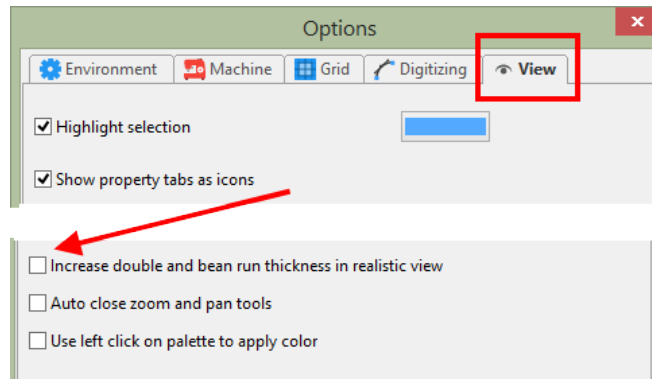 Options
Environment Machine Grid Digitizing View
Highlight selection
Show property tabs as icons
Increase double and bean run thickness in realistic view
Auto close zoom and pan tools
Use left click on palette to apply color